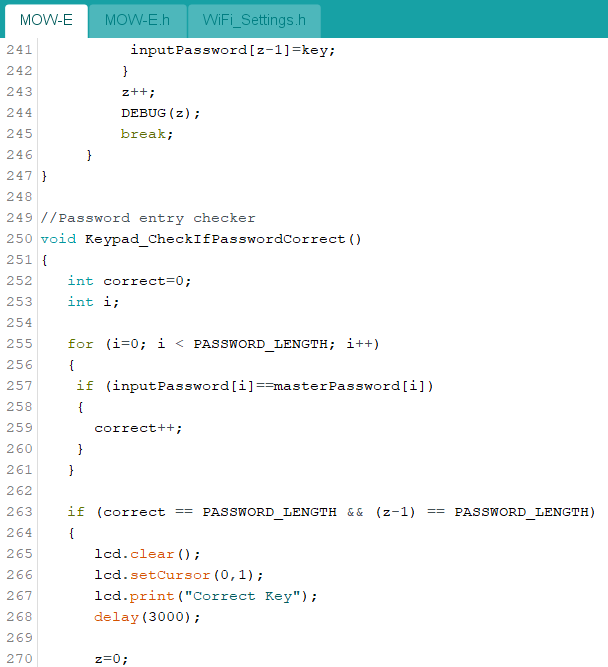 MOW-E MOW-E.h WiFi_Settings.h
241 inputPassword[z-1]=key;
242 }
243 z++;
244 DEBUG(z);
245 break;
246 }
247 }
248
249 //Password entry checker
250 void Keypad_CheckIfPasswordCorrect()
251 {
252 int correct=0;
253 int i;
254
255 for (i=0; i < PASSWORD_LENGTH; i++)
256 {
257 if (inputPassword[i]==masterPassword[i])
258 {
259 correct++;
260 }
261 }
262
263 if (correct == PASSWORD_LENGTH && (z-1) == PASSWORD_LENGTH)
264 {
265 lcd.clear();
266 lcd.setCursor(0,1);
267 lcd.print("Correct Key");
268 delay(3000);
269
270 z=0;